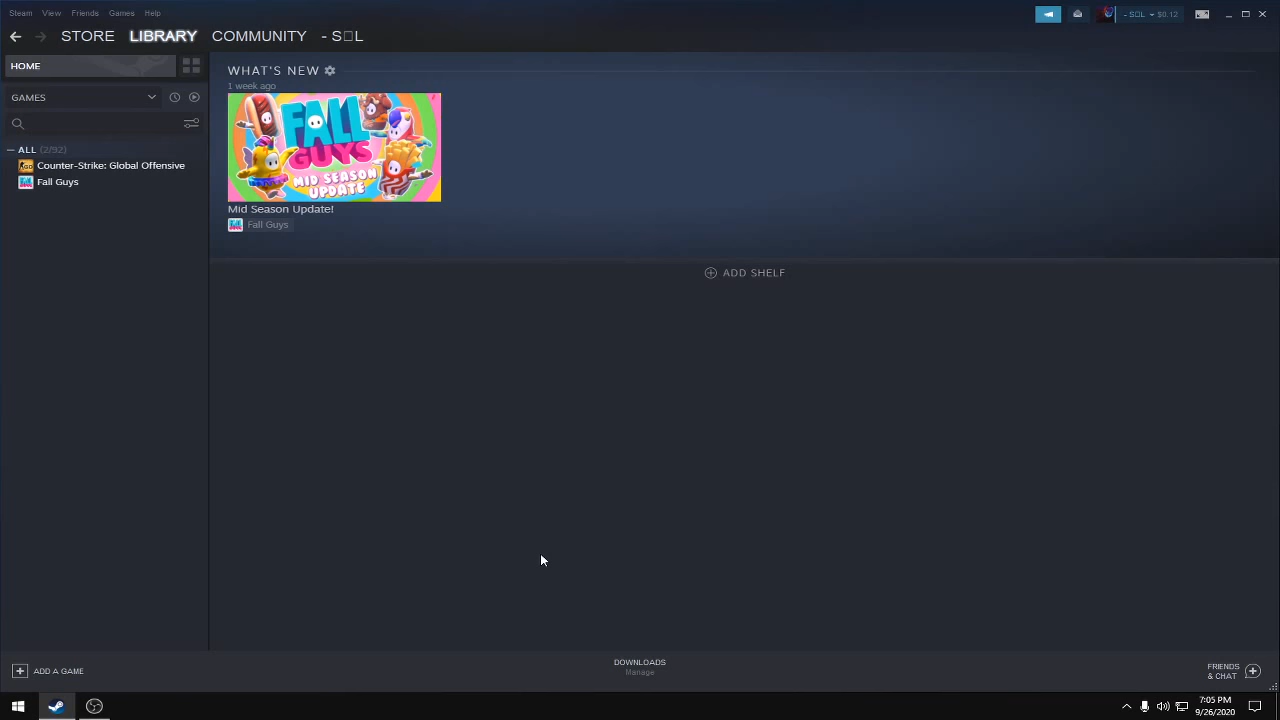 Steam View Friends Games Help
- S▯L $0.12
STORE LIBRARY COMMUNITY - S▯L
HOME
GAMES
ALL (2/92)
Counter-Strike: Global Offensive
Fall Guys
WHAT'S NEW
1 week ago
FALL
GUYS
MID SEASON
UPDATE
Mid Season Update!
Fall Guys
ADD SHELF
ADD A GAME
DOWNLOADS
Manage
FRIENDS
& CHAT
7:05 PM
9/26/2020